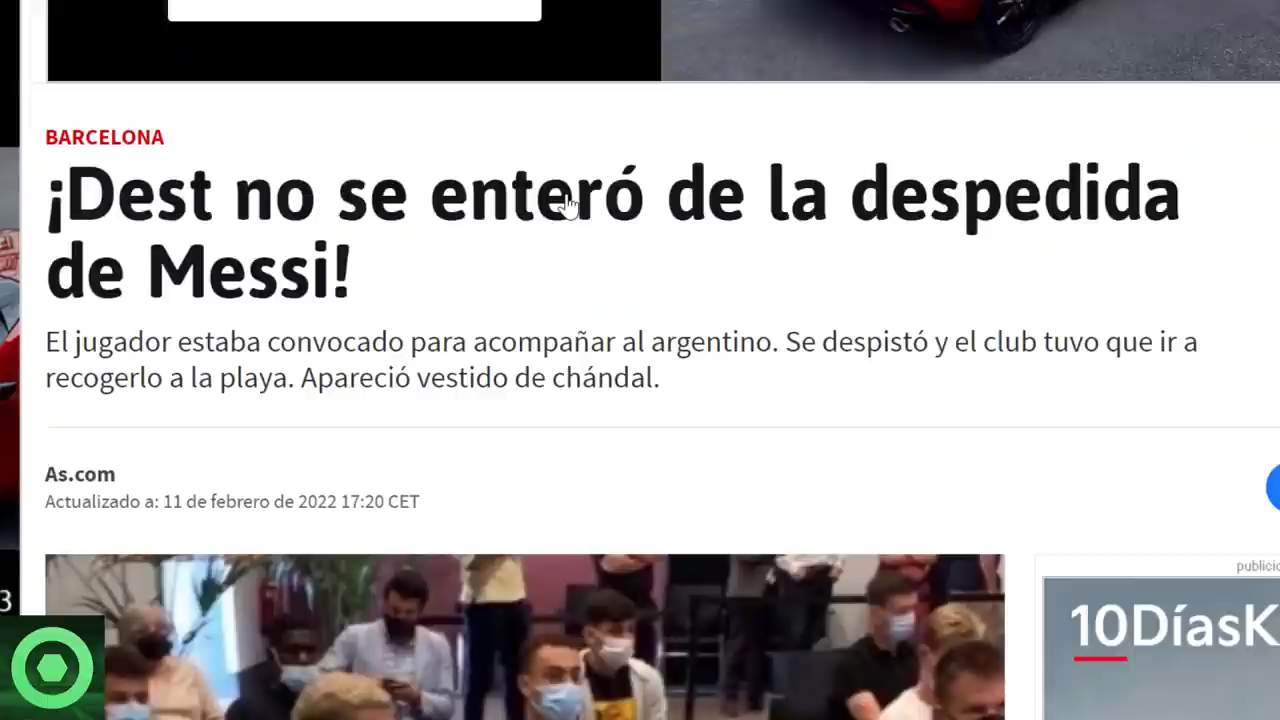 BARCELONA
¡Dest no se enteró de la despedida
de Messi!
El jugador estaba convocado para acompañar al argentino. Se despistó y el club tuvo que ir a
recogerlo a la playa. Apareció vestido de chándal.
As.com
Actualizado a: 11 de febrero de 2022 17:20 CET
publici
3
10DíasK